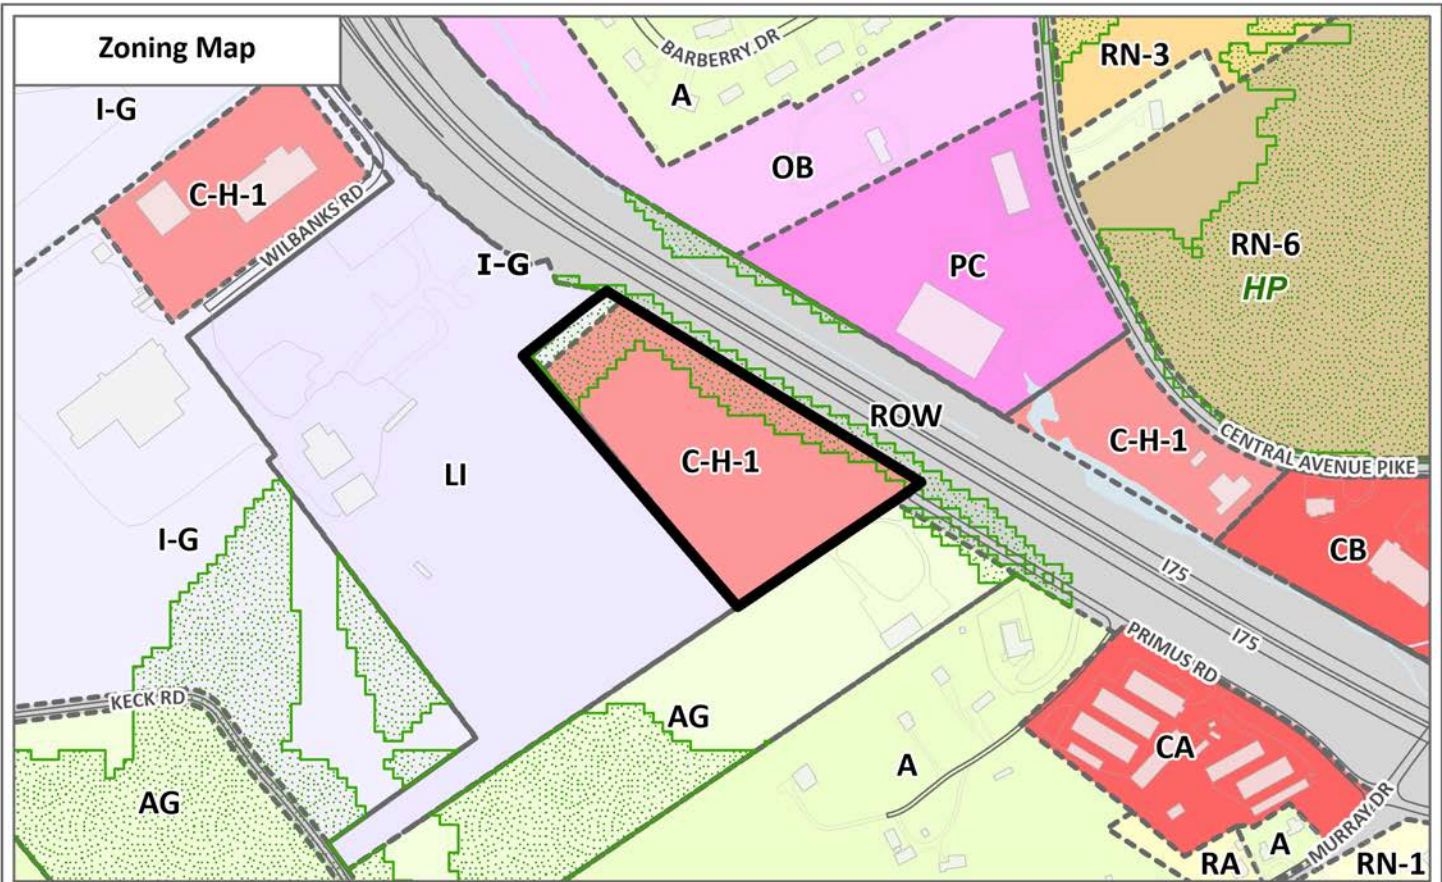 Zoning Map
BARBERRY DR
RN-3
A
I-G
OB
C-H-1
WILBANKS RD
RN-6
HP
I-G
PC
ROW
C-H-1
CENTRAL AVENUE PIKE
C-H-1
LI
I-G
CB
I75
I75
PRIMUS RD
KECK RD
AG
CA
A
AG
MURRAY DR
A
RA
RN-1